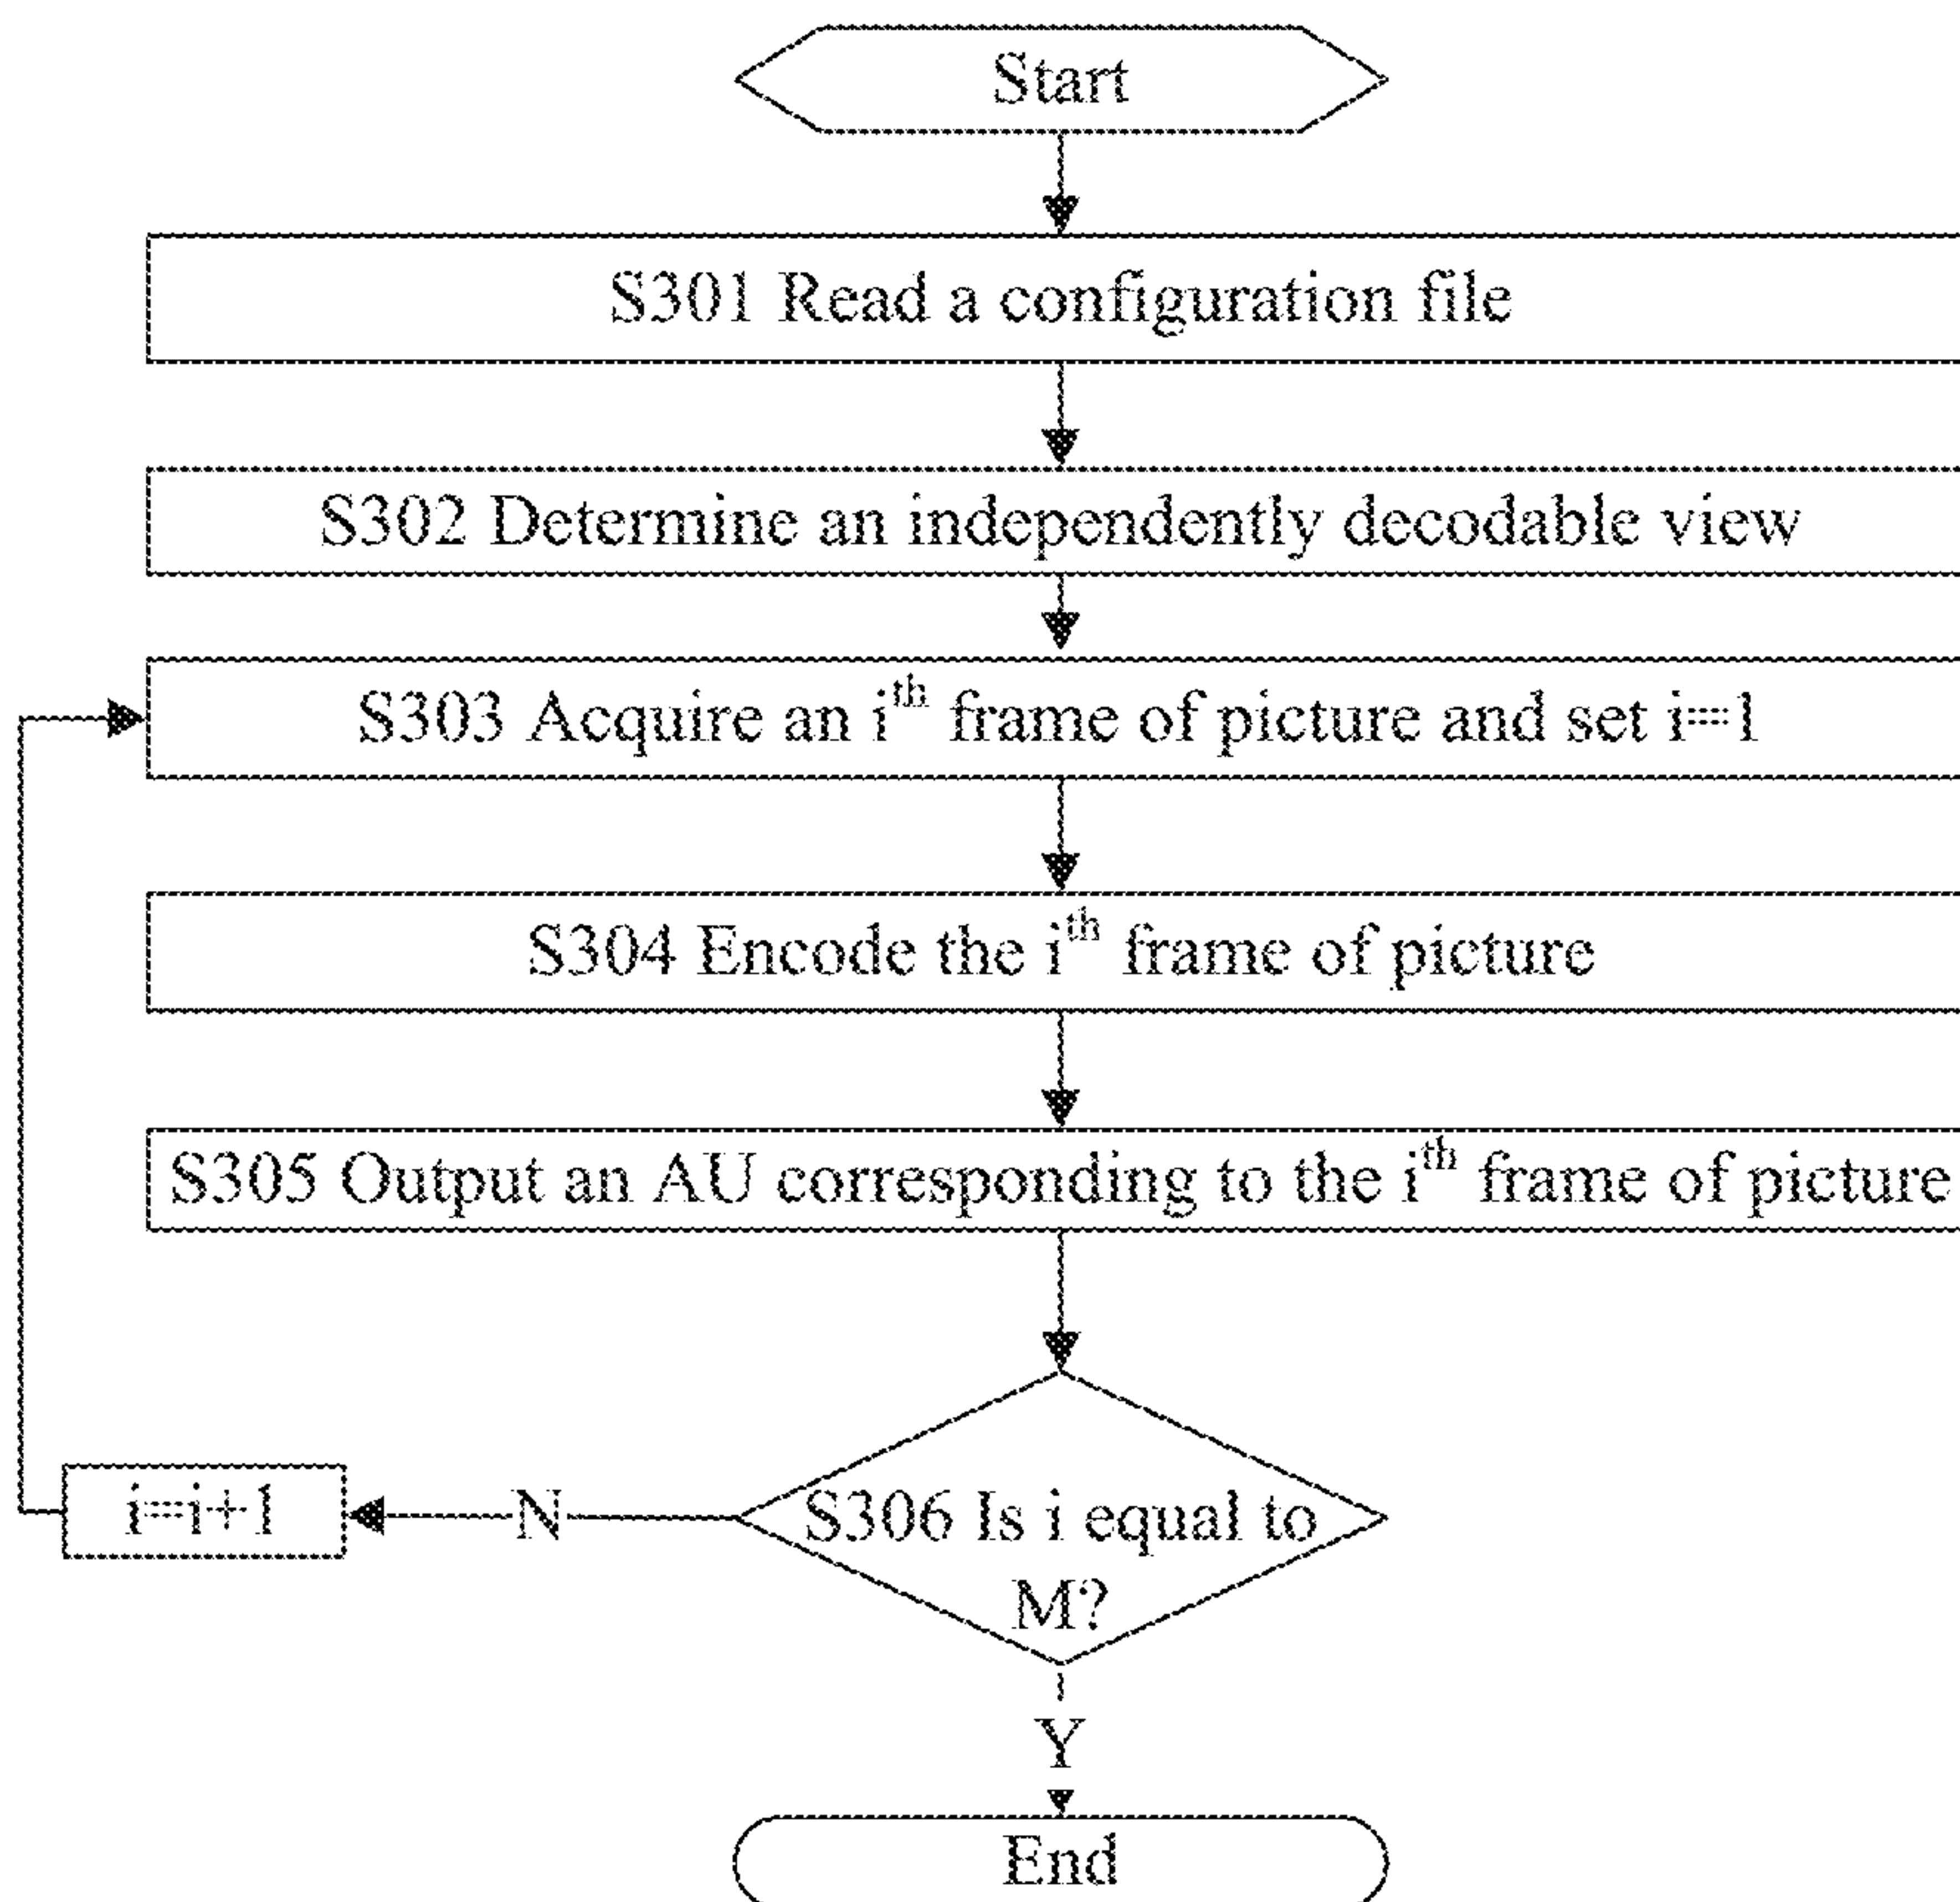 Start
S301 Read a configuration file
S302 Determine an independently decodable view
S303 Acquire an iᵗʰ frame of picture and set i=1
S304 Encode the iᵗʰ frame of picture
S305 Output an AU corresponding to the iᵗʰ frame of picture
i=i+1
N
S306 Is i equal to
M?
Y
End